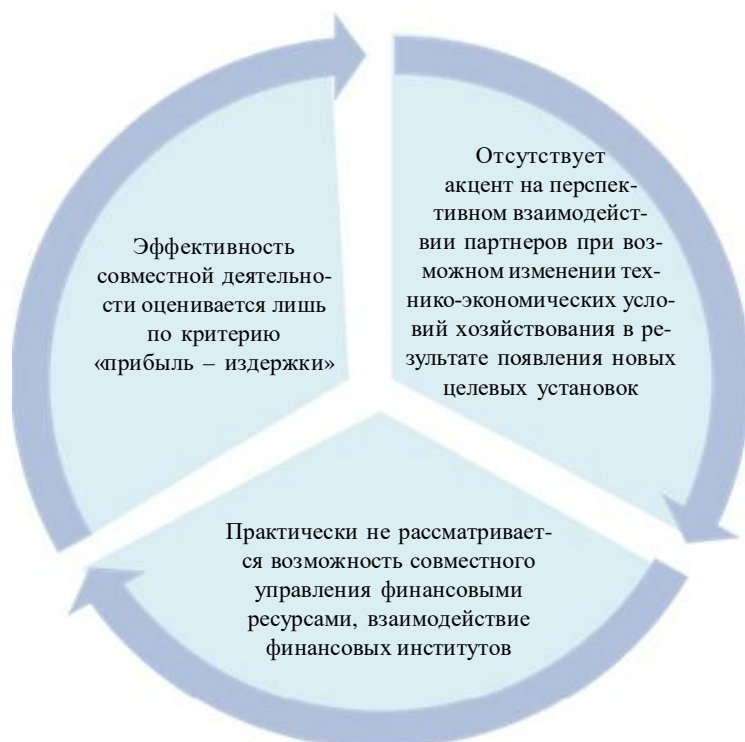 Эффективность
совместной деятельно-
сти оценивается лишь
по критерию
«прибыль – издержки»
Отсутствует
акцент на перспек-
тивном взаимодейст-
вии партнеров при воз-
можном изменении тех-
нико-экономических усло-
вий хозяйствования в ре-
зультате появления новых
целевых установок
Практически не рассматривает-
ся возможность совместного
управления финансовыми
ресурсами, взаимодействие
финансовых институтов